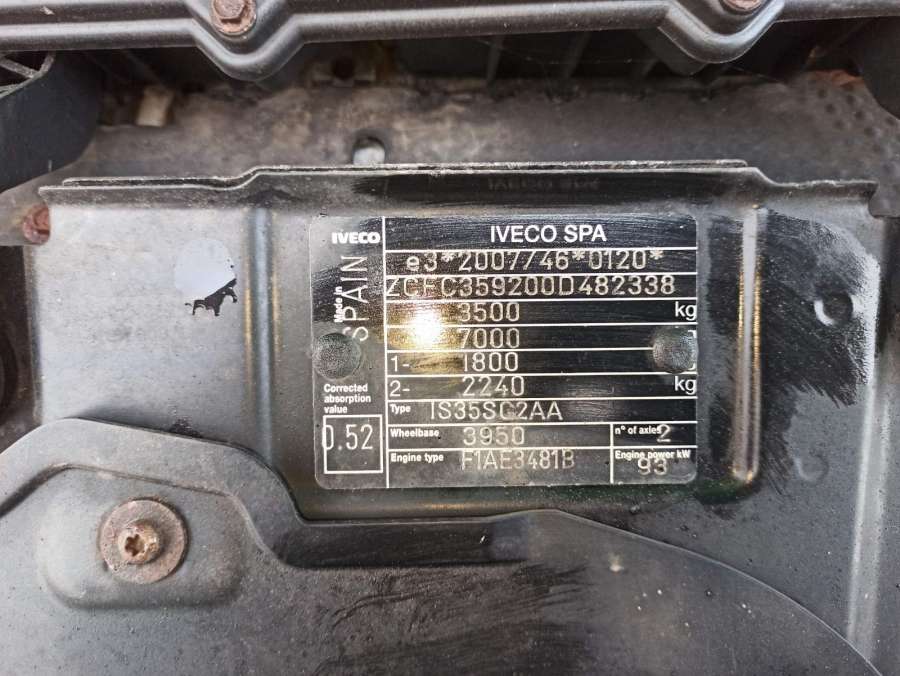 IVECO
IVECO SPA
Made in
SPAIN
e3*2007/46*0120*
ZCFC359200D482338
3500 kg
7000
1- 1800
2- 2240 kg
Type IS35SC2AA
Corrected
absorption
value
0.52
Wheelbase 3950
n° of axles 2
Engine type F1AE3481B
Engine power kW
93